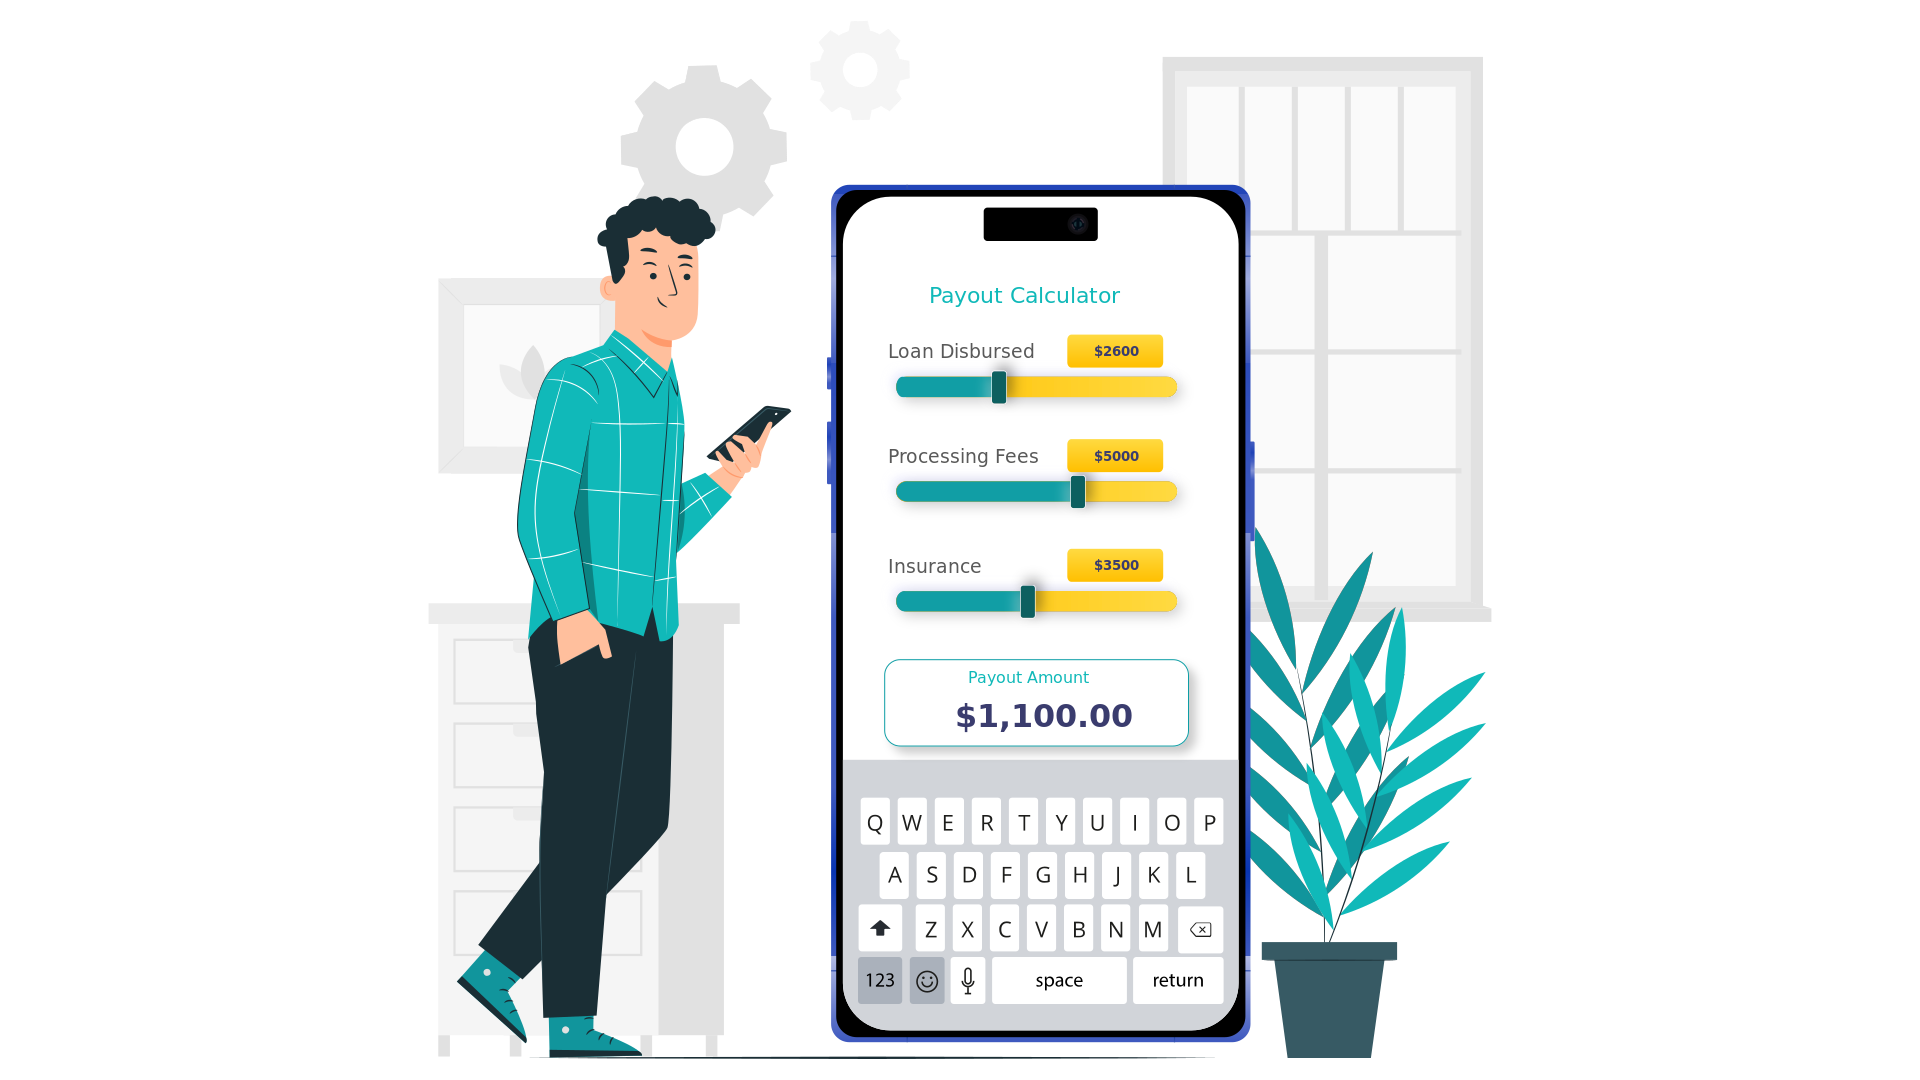 Payout Calculator
Loan Disbursed $2600
Processing Fees $5000
Insurance $3500
Payout Amount
$1,100.00
Q W E R T Y U I O P
A S D F G H J K L
Z X C V B N M
123 space return